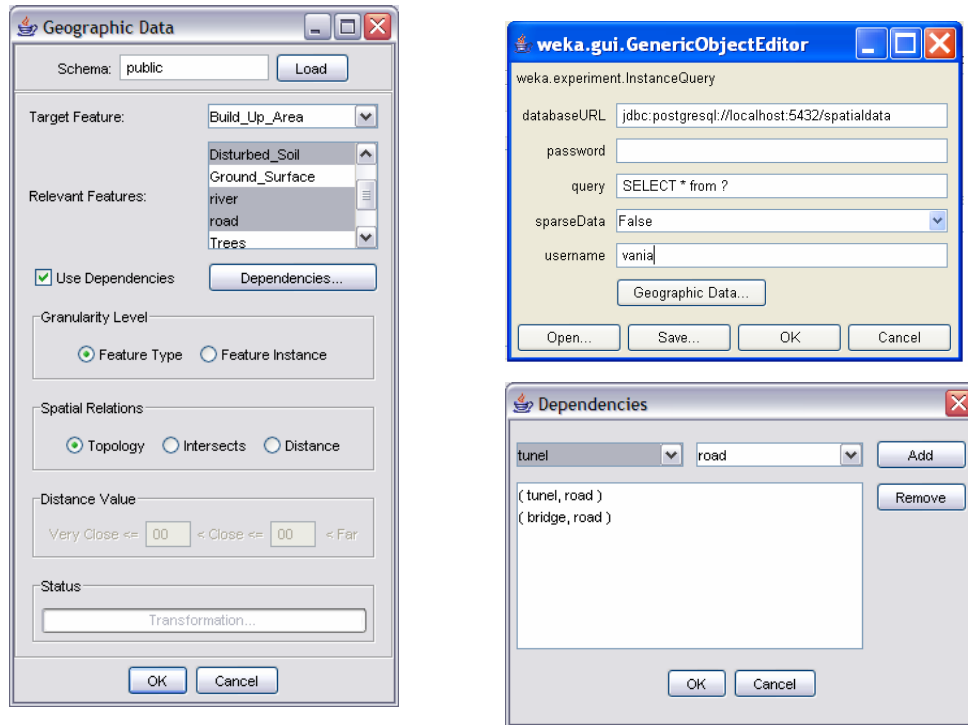 Geographic Data
Schema: public Load
Target Feature: Build_Up_Area
Relevant Features:
Disturbed_Soil
Ground_Surface
river
road
Trees
Use Dependencies Dependencies...
Granularity Level
Feature Type Feature Instance
Spatial Relations
Topology Intersects Distance
Distance Value
Very Close <= 00 < Close <= 00 < Far
Status
Transformation...
OK Cancel
weka.gui.GenericObjectEditor
weka.experiment.InstanceQuery
databaseURL jdbc:postgresql://localhost:5432/spatialdata
password
query SELECT * from ?
sparseData False
username vania
Geographic Data...
Open... Save... OK Cancel
Dependencies
tunel road Add
( tunel, road ) Remove
( bridge, road )
OK Cancel